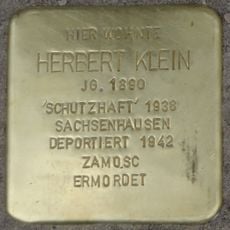 HIER WOHNTE
HERBERT KLEIN
JG. 1890
'SCHUTZHAFT' 1938
SACHSENHAUSEN
DEPORTIERT 1942
ZAMOSC
ERMORDET